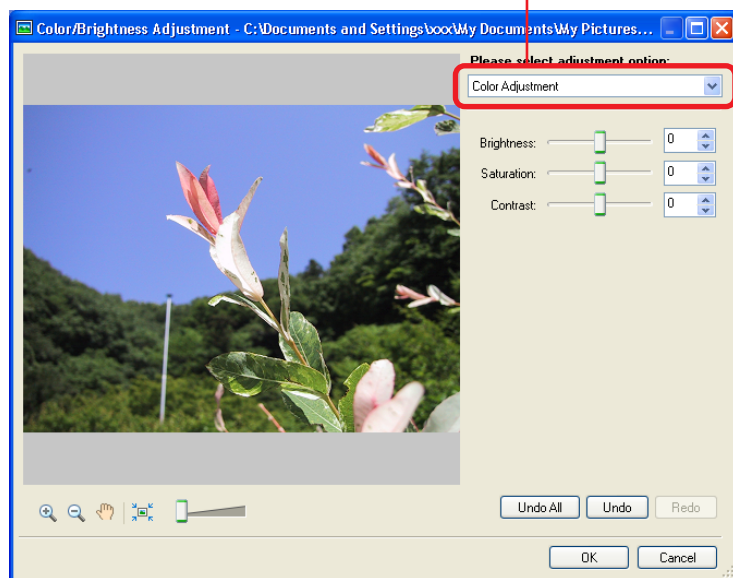 Color/Brightness Adjustment - C:\Documents and Settings\xxx\My Documents\My Pictures...
Please select adjustment option:
Color Adjustment
Brightness: 0
Saturation: 0
Contrast: 0
Undo All Undo Redo
OK Cancel